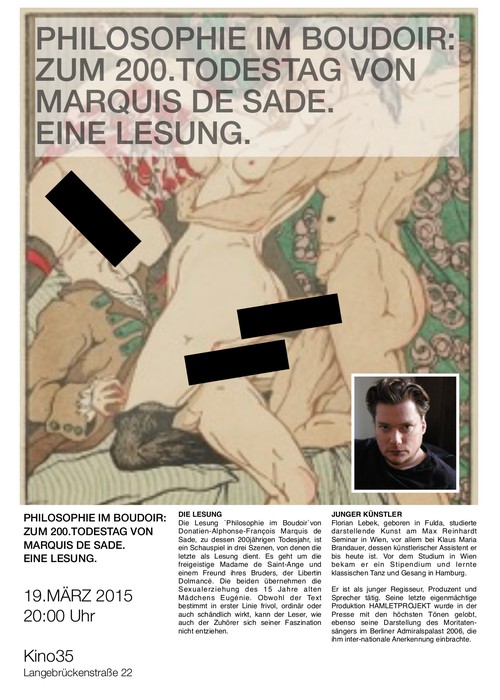 PHILOSOPHIE IM BOUDOIR:
ZUM 200.TODESTAG VON
MARQUIS DE SADE.
EINE LESUNG.
PHILOSOPHIE IM BOUDOIR:
ZUM 200.TODESTAG VON
MARQUIS DE SADE.
EINE LESUNG.
19.MÄRZ 2015
20:00 Uhr
Kino35
Langebrückenstraße 22
DIE LESUNG
Die Lesung ´Philosophie im Boudoir´von
Donatien-Alphonse-François Marquis de
Sade, zu dessen 200jährigen Todesjahr, ist
ein Schauspiel in drei Szenen, von denen die
letzte als Lesung dient. Es geht um die
freigeistige Madame de Saint-Ange und
einem Freund ihres Bruders, der Libertin
Dolmancé. Die beiden übernehmen die
Sexualerziehung des 15 Jahre alten
Mädchens Eugénie. Obwohl der Text
bestimmt in erster Linie frivol, ordinär oder
auch schändlich wirkt, kann der Leser, wie
auch der Zuhörer sich seiner Faszination
nicht entziehen.
JUNGER KÜNSTLER
Florian Lebek, geboren in Fulda, studierte
darstellende Kunst am Max Reinhardt
Seminar in Wien, vor allem bei Klaus Maria
Brandauer, dessen künstlerischer Assistent er
bis heute ist. Vor dem Studium in Wien
bekam er ein Stipendium und lernte
klassischen Tanz und Gesang in Hamburg.
Er ist als junger Regisseur, Produzent und
Sprecher tätig. Seine letzte eigenmächtige
Produktion HAMLETPROJEKT wurde in der
Presse mit den höchsten Tönen gelobt,
ebenso seine Darstellung des Moritaten-
sängers im Berliner Admiralspalast 2006, die
ihm inter-nationale Anerkennung einbrachte.